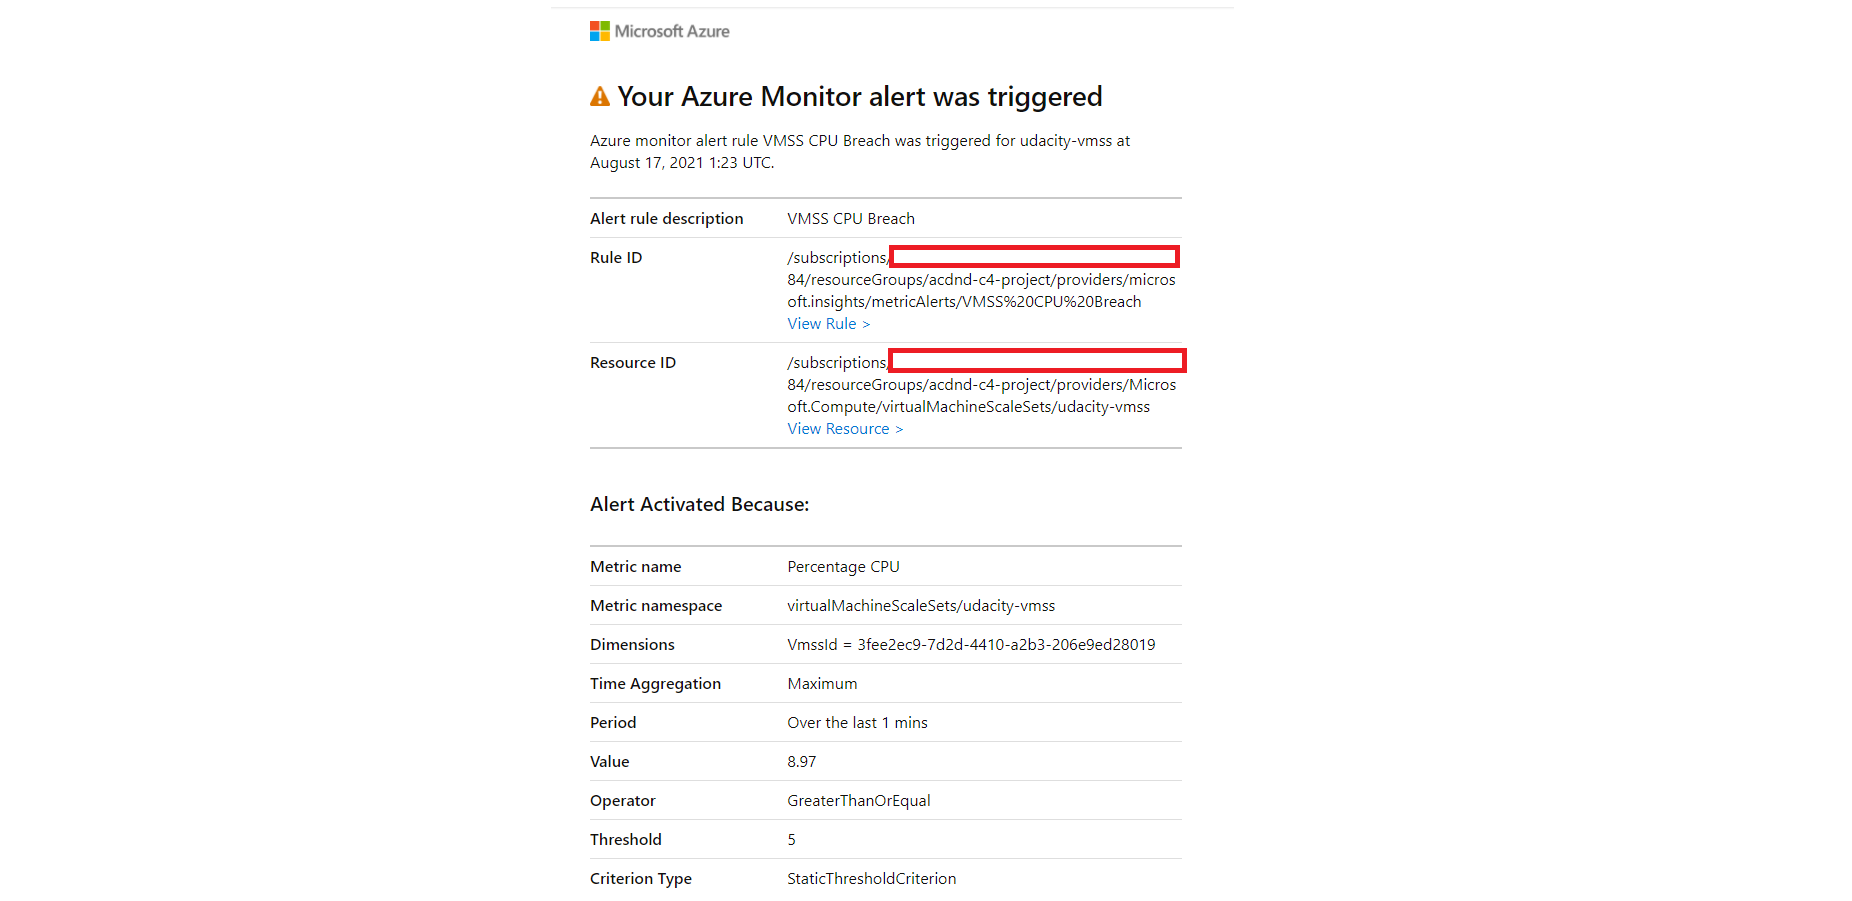 Microsoft Azure
Your Azure Monitor alert was triggered
Azure monitor alert rule VMSS CPU Breach was triggered for udacity-vmss at
August 17, 2021 1:23 UTC.
Alert rule description VMSS CPU Breach
Rule ID /subscriptions/
84/resourceGroups/acdnd-c4-project/providers/micros
oft.insights/metricAlerts/VMSS%20CPU%20Breach
View Rule >
Resource ID /subscriptions/
84/resourceGroups/acdnd-c4-project/providers/Micros
oft.Compute/virtualMachineScaleSets/udacity-vmss
View Resource >
Alert Activated Because:
Metric name Percentage CPU
Metric namespace virtualMachineScaleSets/udacity-vmss
Dimensions VmssId = 3fee2ec9-7d2d-4410-a2b3-206e9ed28019
Time Aggregation Maximum
Period Over the last 1 mins
Value 8.97
Operator GreaterThanOrEqual
Threshold 5
Criterion Type StaticThresholdCriterion